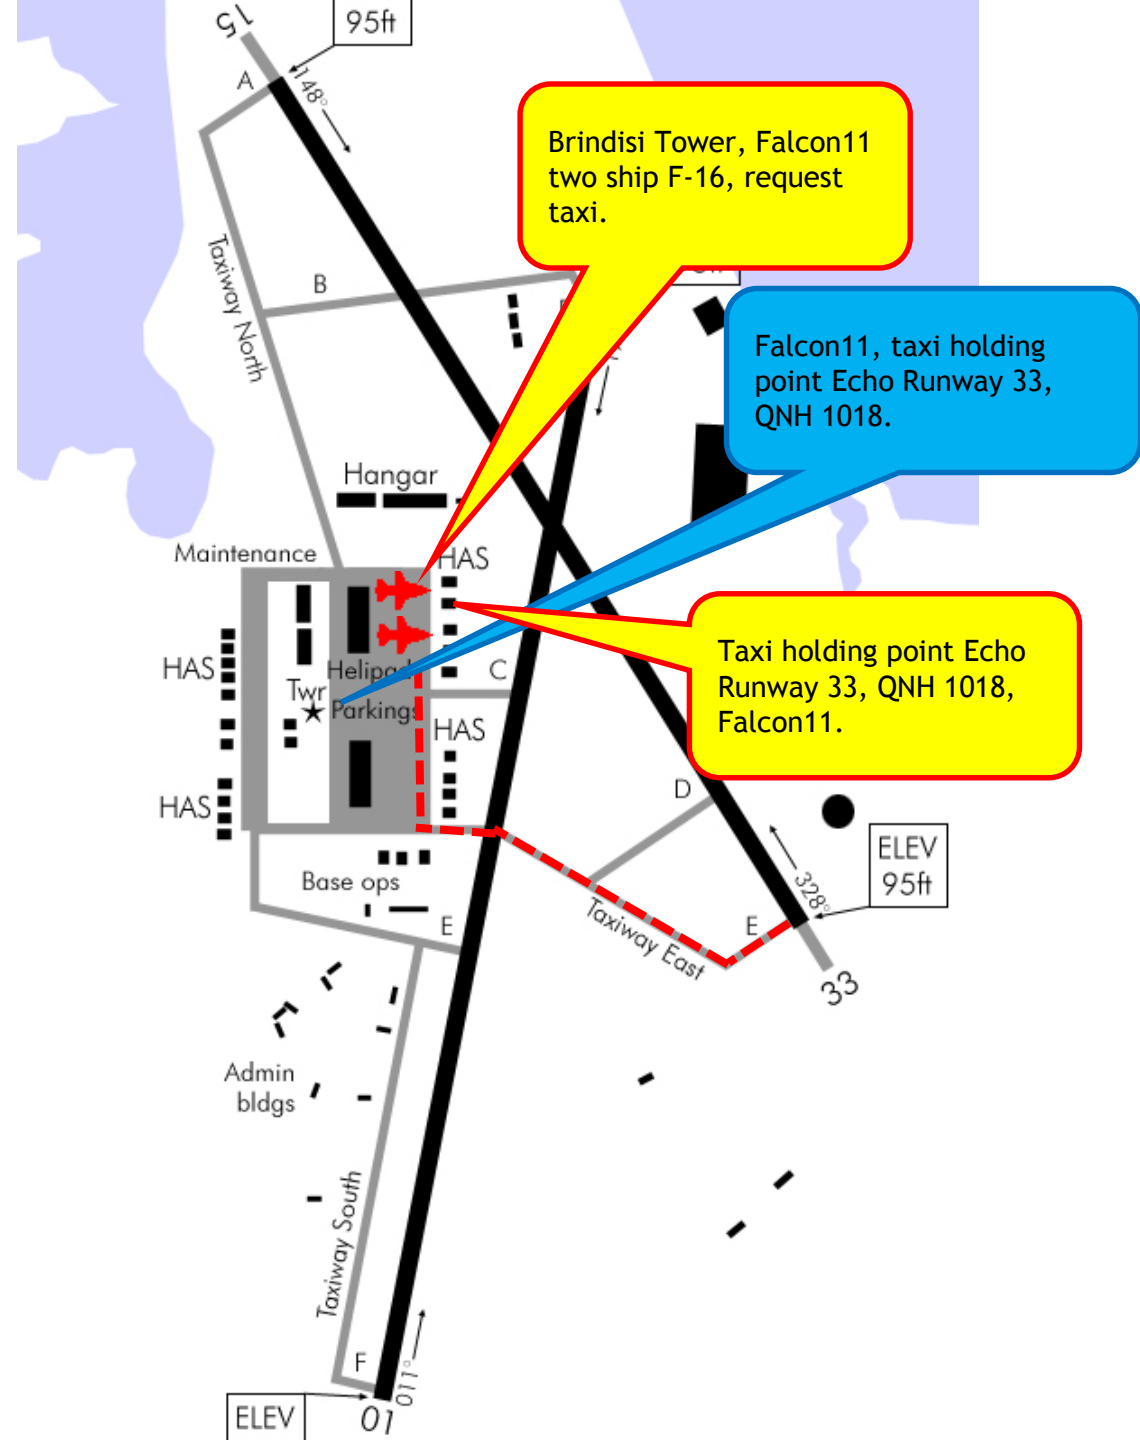 15
95ft
A
148°
Brindisi Tower, Falcon11
two ship F-16, request
taxi.
Taxiway North
B
Falcon11, taxi holding
point Echo Runway 33,
QNH 1018.
Hangar
Maintenance
HAS
HAS
Helipad
C
Twr
Parkings
HAS
Taxi holding point Echo
Runway 33, QNH 1018,
Falcon11.
D
HAS
ELEV
95ft
328°
Base ops
E
Taxiway East
E
33
Admin
bldgs
Taxiway South
F
011°
ELEV
01